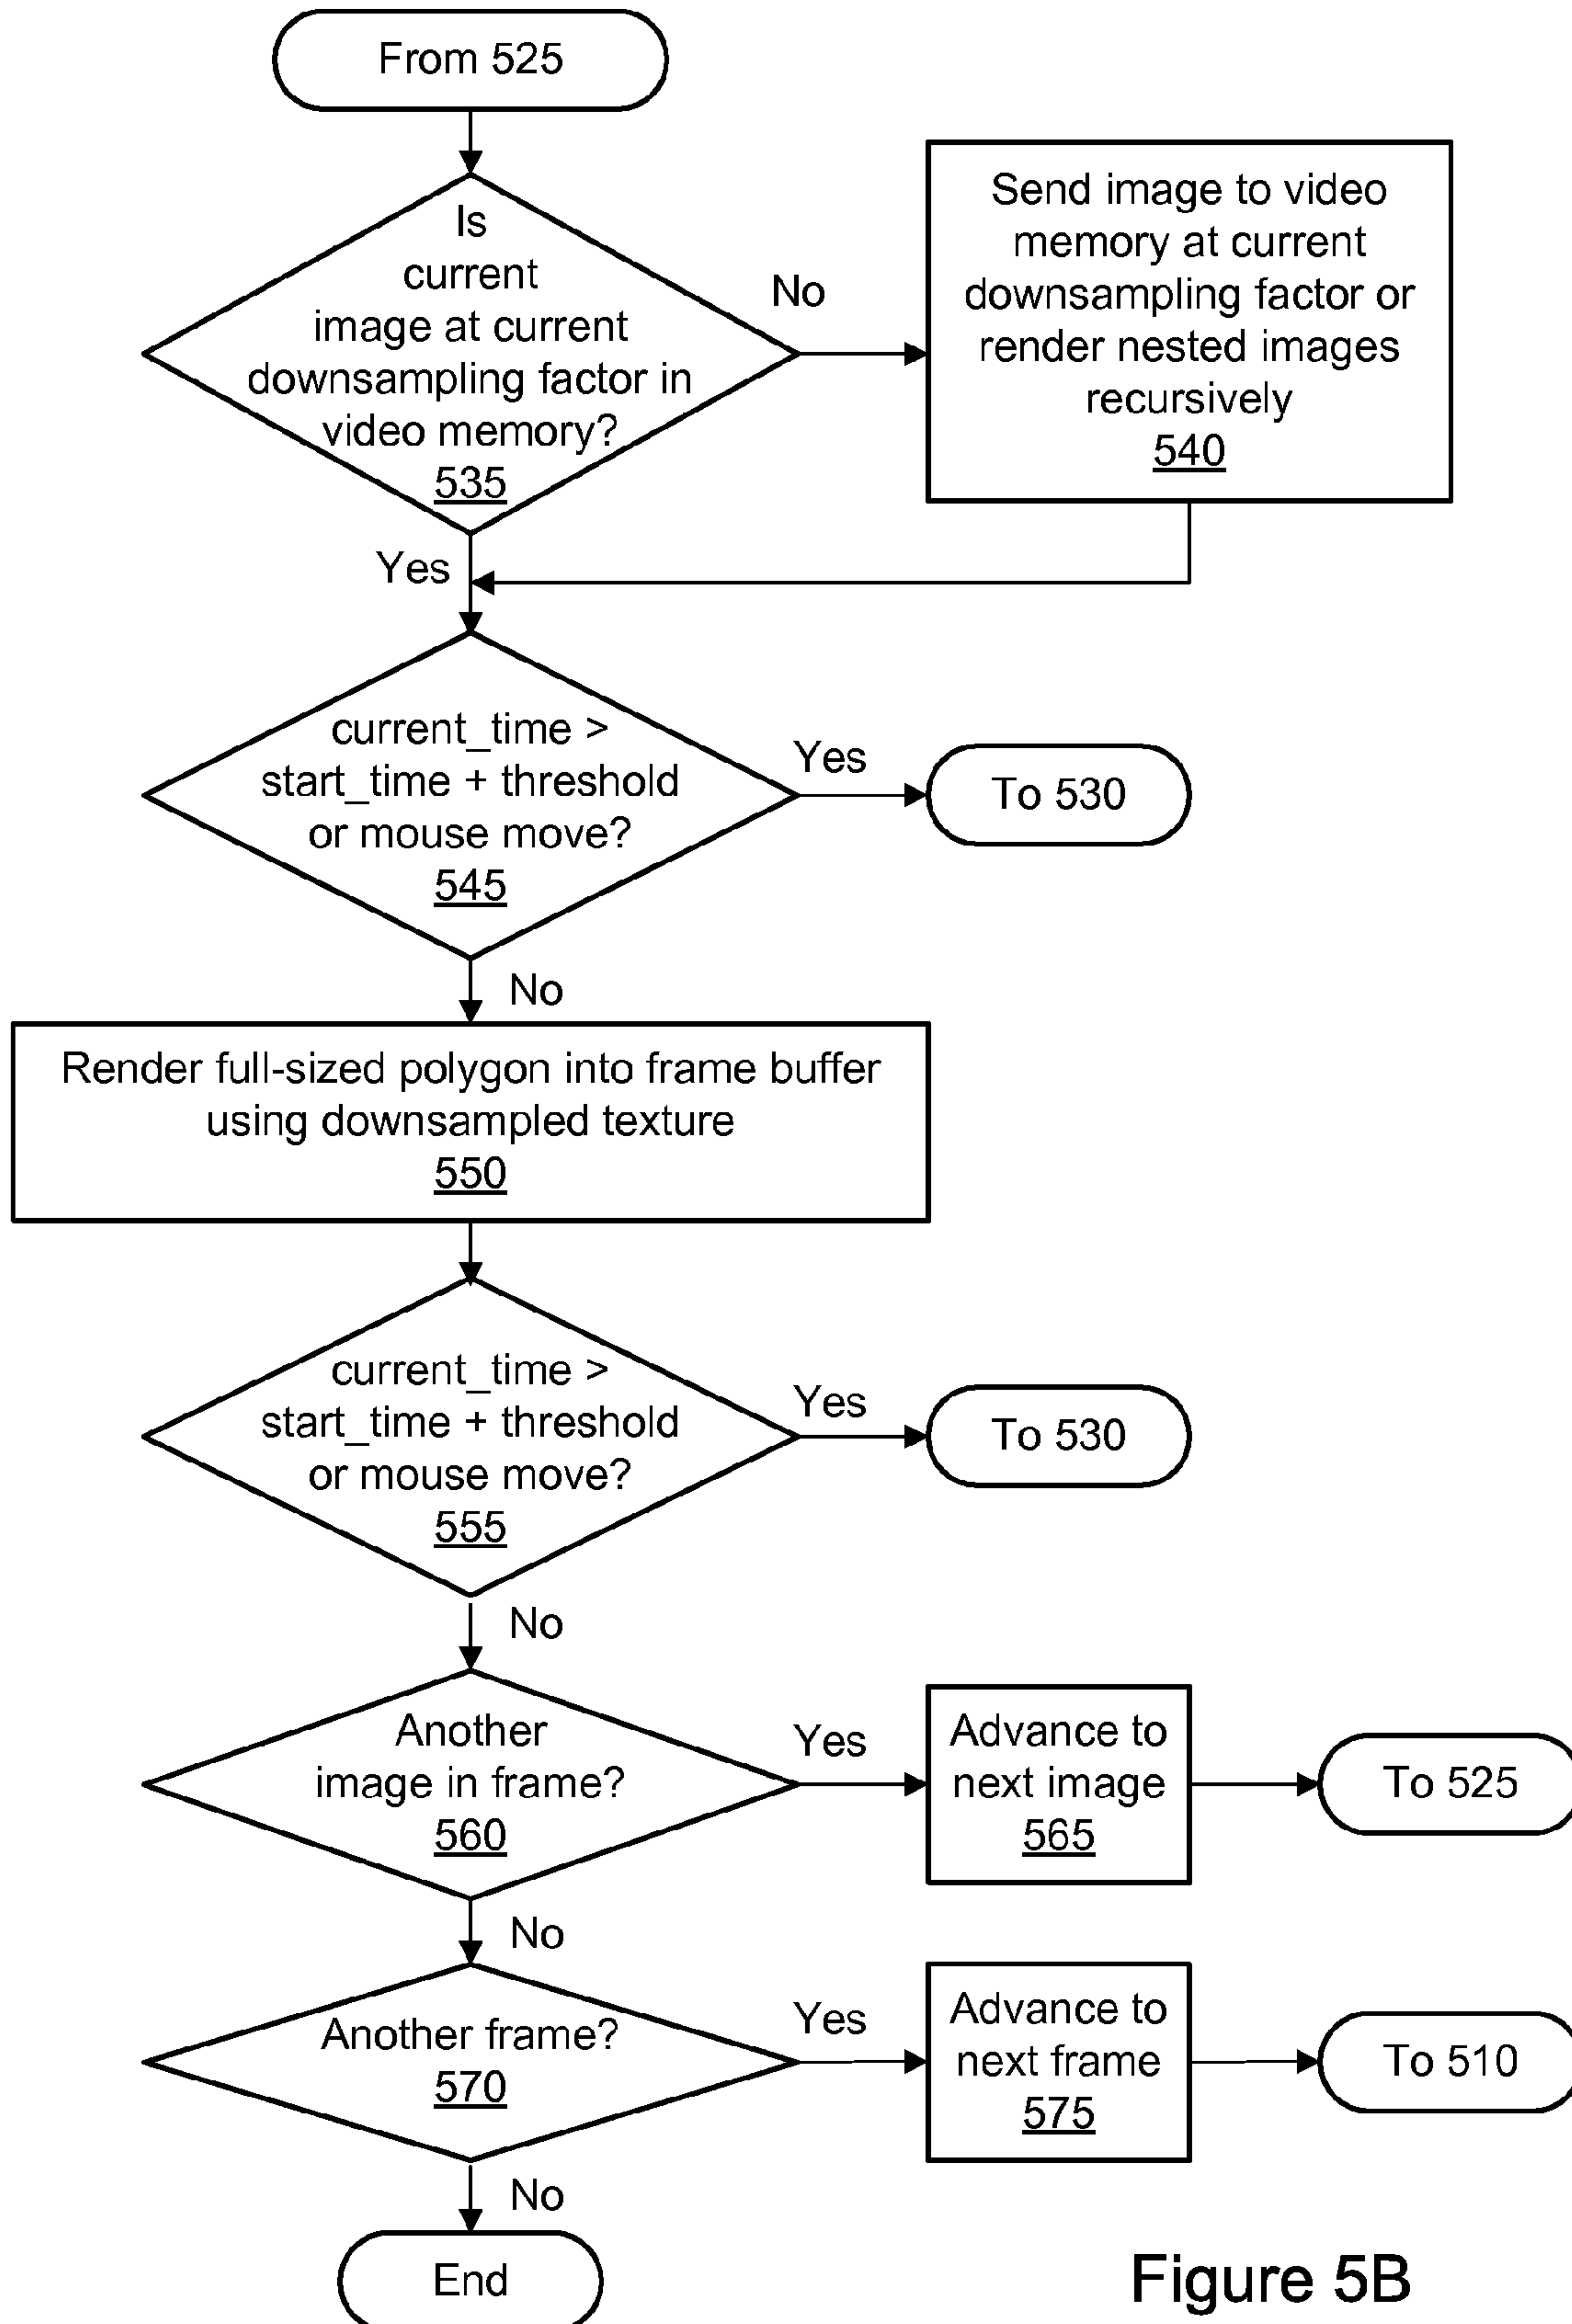 From 525
Is
current
image at current
downsampling factor in
video memory?
535
No
Send image to video
memory at current
downsampling factor or
render nested images
recursively
540
Yes
current_time >
start_time + threshold
or mouse move?
545
Yes
To 530
No
Render full-sized polygon into frame buffer
using downsampled texture
550
current_time >
start_time + threshold
or mouse move?
555
Yes
To 530
No
Another
image in frame?
560
Yes
Advance to
next image
565
To 525
No
Another frame?
570
Yes
Advance to
next frame
575
To 510
No
End
Figure 5B